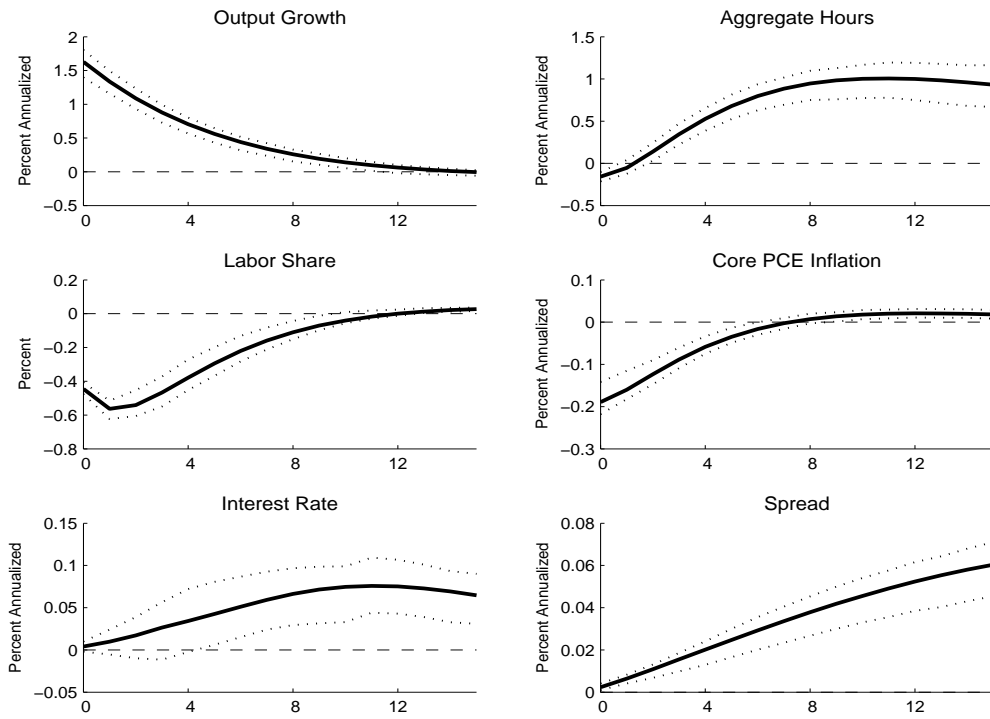 Output Growth
Percent Annualized
2
1.5
1
0.5
0
−0.5
0 4 8 12
Aggregate Hours
Percent Annualized
1.5
1
0.5
0
−0.5
0 4 8 12
Labor Share
Percent
0.2
0
−0.2
−0.4
−0.6
−0.8
0 4 8 12
Core PCE Inflation
Percent Annualized
0.1
0
−0.1
−0.2
−0.3
0 4 8 12
Interest Rate
Percent Annualized
0.15
0.1
0.05
0
−0.05
0 4 8 12
Spread
Percent Annualized
0.08
0.06
0.04
0.02
0
0 4 8 12